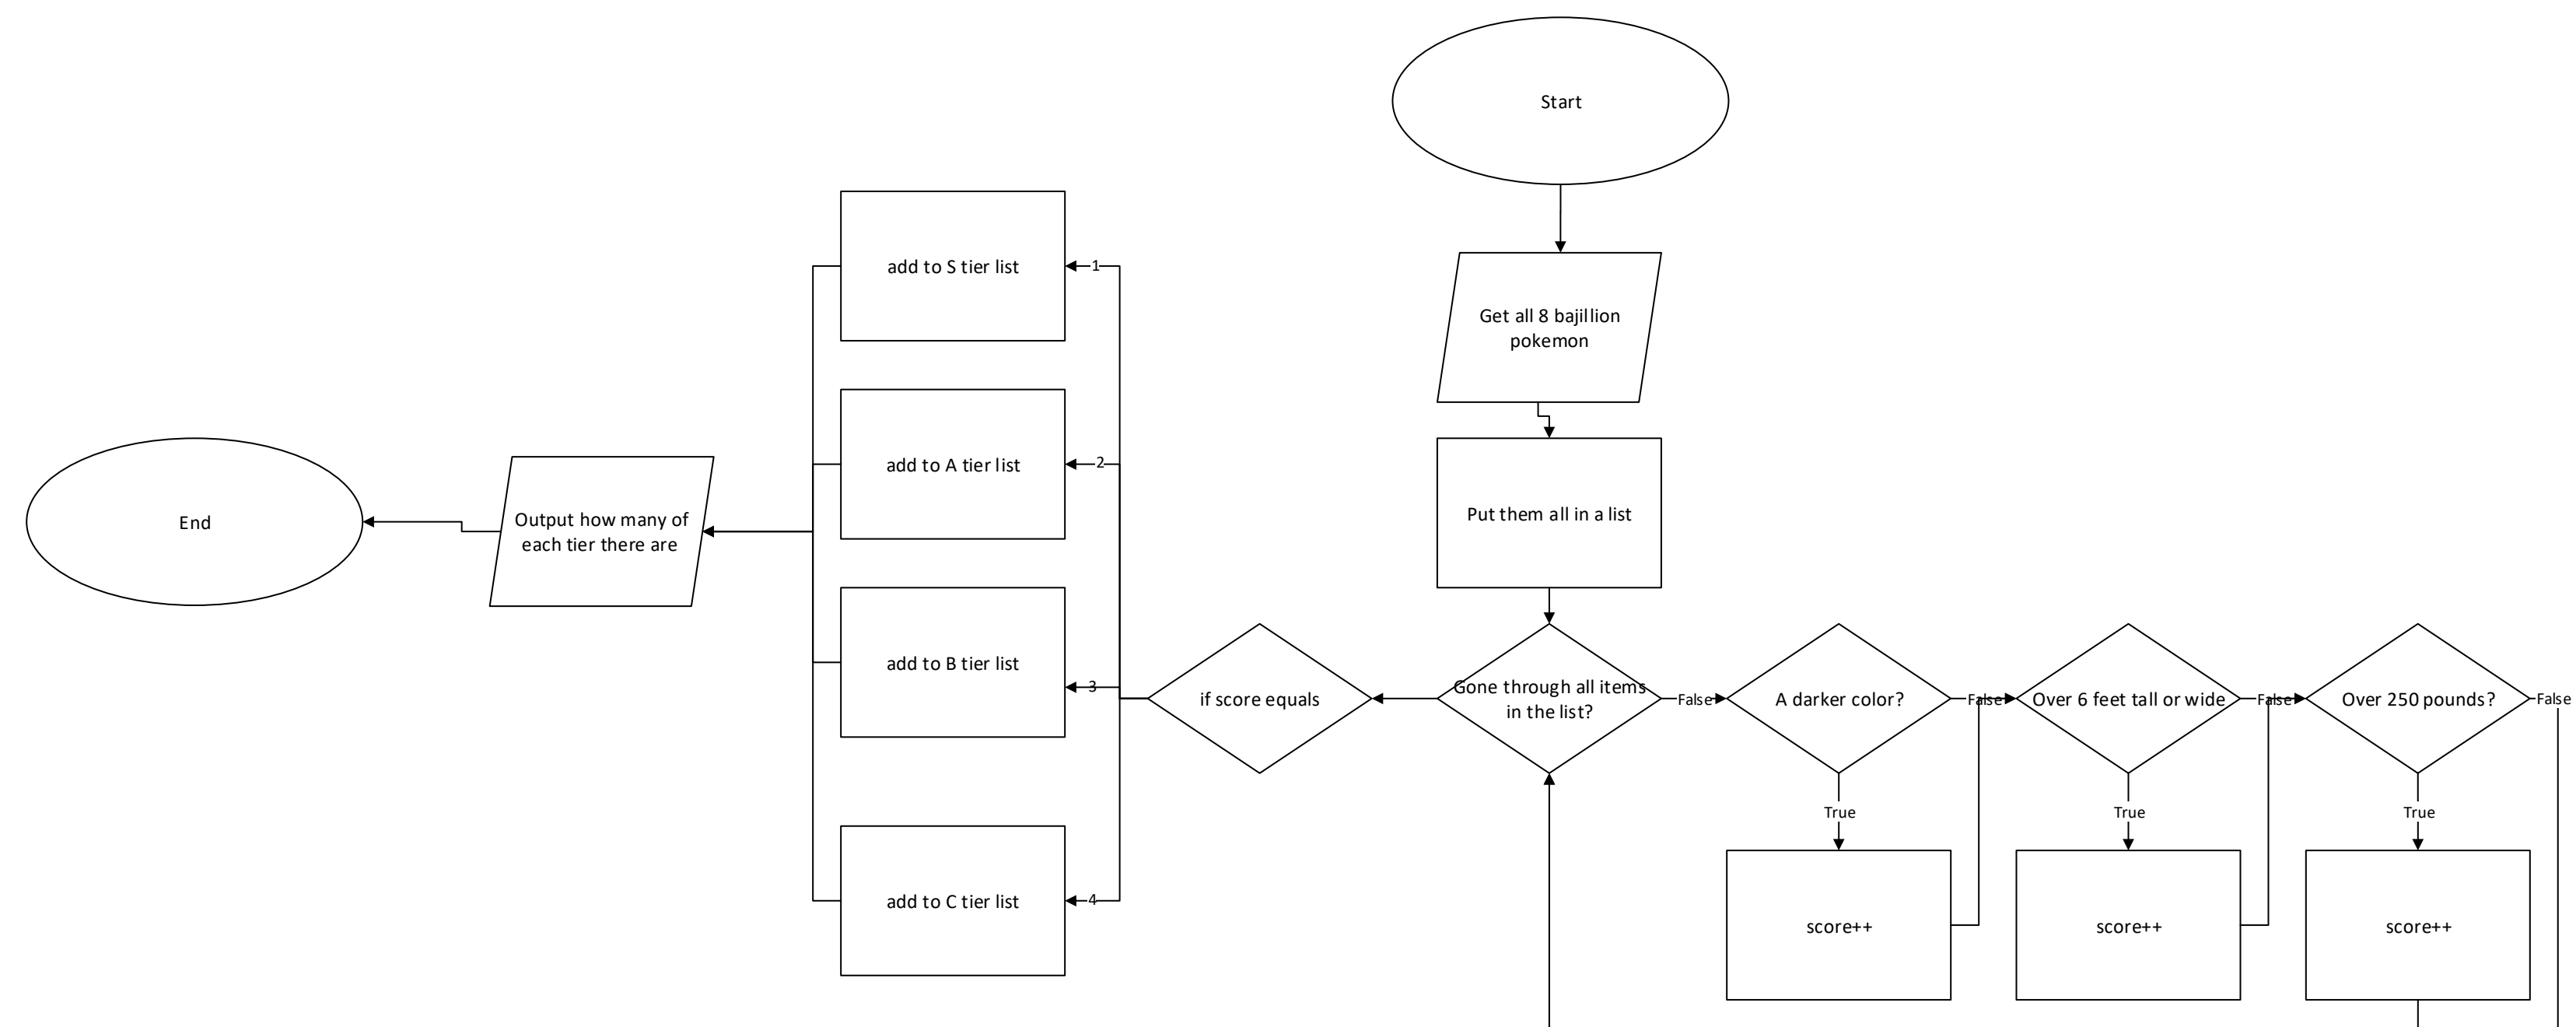 Start
Get all 8 bajillion
pokemon
Put them all in a list
Gone through all items
in the list?
False
A darker color?
False
Over 6 feet tall or wide
False
Over 250 pounds?
False
True
True
True
score++
score++
score++
if score equals
1
2
3
4
add to S tier list
add to A tier list
add to B tier list
add to C tier list
Output how many of
each tier there are
End